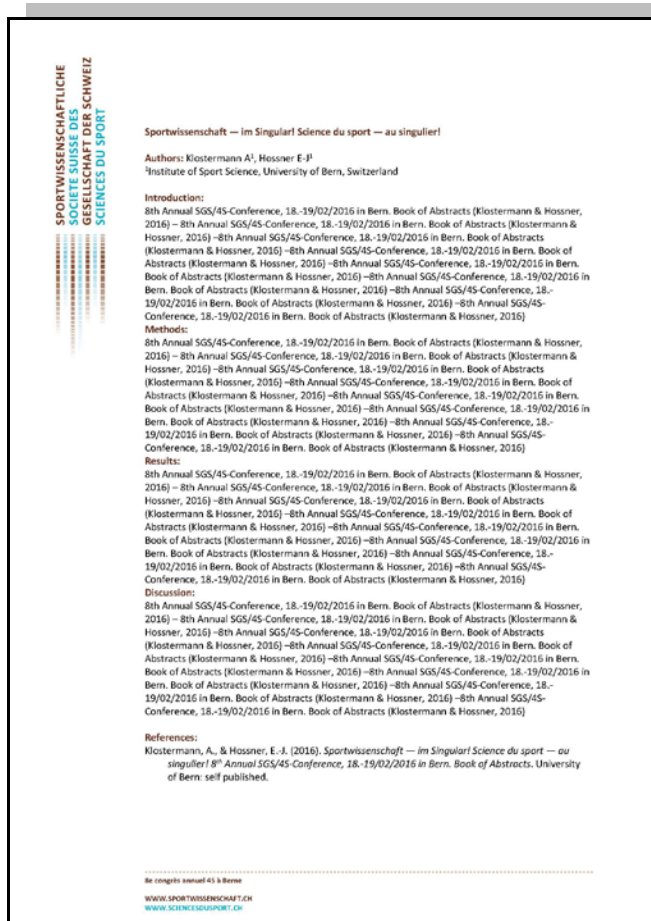 SPORTWISSENSCHAFTLICHE
SOCIETE SUISSE DES
GESELLSCHAFT DER SCHWEIZ
SCIENCES DU SPORT
Sportwissenschaft — im Singular! Science du sport — au singulier!
Authors: Klostermann A¹, Hossner E-J¹
¹Institute of Sport Science, University of Bern, Switzerland
Introduction:
8th Annual SGS/4S-Conference, 18.-19/02/2016 in Bern. Book of Abstracts (Klostermann & Hossner,
2016) – 8th Annual SGS/4S-Conference, 18.-19/02/2016 in Bern. Book of Abstracts (Klostermann &
Hossner, 2016) –8th Annual SGS/4S-Conference, 18.-19/02/2016 in Bern. Book of Abstracts
(Klostermann & Hossner, 2016) –8th Annual SGS/4S-Conference, 18.-19/02/2016 in Bern. Book of
Abstracts (Klostermann & Hossner, 2016) –8th Annual SGS/4S-Conference, 18.-19/02/2016 in Bern.
Book of Abstracts (Klostermann & Hossner, 2016) –8th Annual SGS/4S-Conference, 18.-19/02/2016 in
Bern. Book of Abstracts (Klostermann & Hossner, 2016) –8th Annual SGS/4S-Conference, 18.-
19/02/2016 in Bern. Book of Abstracts (Klostermann & Hossner, 2016) –8th Annual SGS/4S-
Conference, 18.-19/02/2016 in Bern. Book of Abstracts (Klostermann & Hossner, 2016)
Methods:
8th Annual SGS/4S-Conference, 18.-19/02/2016 in Bern. Book of Abstracts (Klostermann & Hossner,
2016) – 8th Annual SGS/4S-Conference, 18.-19/02/2016 in Bern. Book of Abstracts (Klostermann &
Hossner, 2016) –8th Annual SGS/4S-Conference, 18.-19/02/2016 in Bern. Book of Abstracts
(Klostermann & Hossner, 2016) –8th Annual SGS/4S-Conference, 18.-19/02/2016 in Bern. Book of
Abstracts (Klostermann & Hossner, 2016) –8th Annual SGS/4S-Conference, 18.-19/02/2016 in Bern.
Book of Abstracts (Klostermann & Hossner, 2016) –8th Annual SGS/4S-Conference, 18.-19/02/2016 in
Bern. Book of Abstracts (Klostermann & Hossner, 2016) –8th Annual SGS/4S-Conference, 18.-
19/02/2016 in Bern. Book of Abstracts (Klostermann & Hossner, 2016) –8th Annual SGS/4S-
Conference, 18.-19/02/2016 in Bern. Book of Abstracts (Klostermann & Hossner, 2016)
Results:
8th Annual SGS/4S-Conference, 18.-19/02/2016 in Bern. Book of Abstracts (Klostermann & Hossner,
2016) – 8th Annual SGS/4S-Conference, 18.-19/02/2016 in Bern. Book of Abstracts (Klostermann &
Hossner, 2016) –8th Annual SGS/4S-Conference, 18.-19/02/2016 in Bern. Book of Abstracts
(Klostermann & Hossner, 2016) –8th Annual SGS/4S-Conference, 18.-19/02/2016 in Bern. Book of
Abstracts (Klostermann & Hossner, 2016) –8th Annual SGS/4S-Conference, 18.-19/02/2016 in Bern.
Book of Abstracts (Klostermann & Hossner, 2016) –8th Annual SGS/4S-Conference, 18.-19/02/2016 in
Bern. Book of Abstracts (Klostermann & Hossner, 2016) –8th Annual SGS/4S-Conference, 18.-
19/02/2016 in Bern. Book of Abstracts (Klostermann & Hossner, 2016) –8th Annual SGS/4S-
Conference, 18.-19/02/2016 in Bern. Book of Abstracts (Klostermann & Hossner, 2016)
Discussion:
8th Annual SGS/4S-Conference, 18.-19/02/2016 in Bern. Book of Abstracts (Klostermann & Hossner,
2016) – 8th Annual SGS/4S-Conference, 18.-19/02/2016 in Bern. Book of Abstracts (Klostermann &
Hossner, 2016) –8th Annual SGS/4S-Conference, 18.-19/02/2016 in Bern. Book of Abstracts
(Klostermann & Hossner, 2016) –8th Annual SGS/4S-Conference, 18.-19/02/2016 in Bern. Book of
Abstracts (Klostermann & Hossner, 2016) –8th Annual SGS/4S-Conference, 18.-19/02/2016 in Bern.
Book of Abstracts (Klostermann & Hossner, 2016) –8th Annual SGS/4S-Conference, 18.-19/02/2016 in
Bern. Book of Abstracts (Klostermann & Hossner, 2016) –8th Annual SGS/4S-Conference, 18.-
19/02/2016 in Bern. Book of Abstracts (Klostermann & Hossner, 2016) –8th Annual SGS/4S-
Conference, 18.-19/02/2016 in Bern. Book of Abstracts (Klostermann & Hossner, 2016)
References:
Klostermann, A., & Hossner, E.-J. (2016). Sportwissenschaft — im Singular! Science du sport — au
singulier! 8th Annual SGS/4S-Conference, 18.-19/02/2016 in Bern. Book of Abstracts. University
of Bern: self published.
8e congrès annuel 4S à Berne
WWW.SPORTWISSENSCHAFT.CH
WWW.SCIENCESDUSPORT.CH